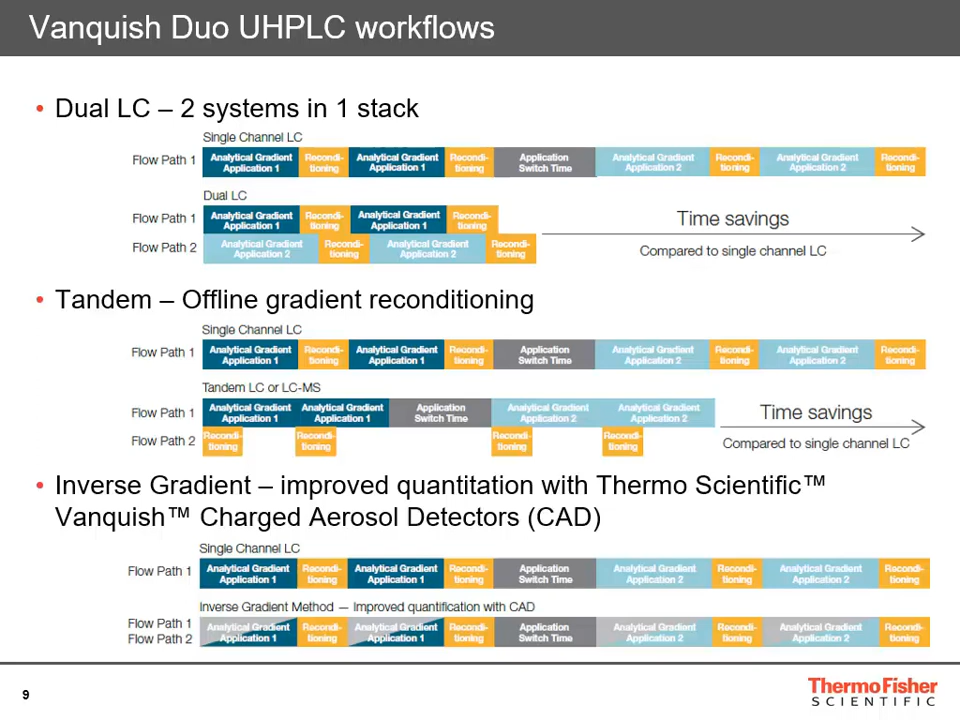 Vanquish Duo UHPLC workflows
• Dual LC – 2 systems in 1 stack
Single Channel LC
Flow Path 1
Analytical Gradient Application 1
Recondi-tioning
Analytical Gradient Application 1
Recondi-tioning
Application Switch Time
Analytical Gradient Application 2
Recondi-tioning
Analytical Gradient Application 2
Recondi-tioning
Dual LC
Flow Path 1
Analytical Gradient Application 1
Recondi-tioning
Analytical Gradient Application 1
Recondi-tioning
Flow Path 2
Analytical Gradient Application 2
Recondi-tioning
Analytical Gradient Application 2
Recondi-tioning
Time savings
Compared to single channel LC
• Tandem – Offline gradient reconditioning
Single Channel LC
Flow Path 1
Analytical Gradient Application 1
Recondi-tioning
Analytical Gradient Application 1
Recondi-tioning
Application Switch Time
Analytical Gradient Application 2
Recondi-tioning
Analytical Gradient Application 2
Recondi-tioning
Tandem LC or LC-MS
Flow Path 1
Analytical Gradient Application 1
Analytical Gradient Application 1
Application Switch Time
Analytical Gradient Application 2
Analytical Gradient Application 2
Flow Path 2
Recondi-tioning
Recondi-tioning
Recondi-tioning
Recondi-tioning
Time savings
Compared to single channel LC
• Inverse Gradient – improved quantitation with Thermo Scientific™
Vanquish™ Charged Aerosol Detectors (CAD)
Single Channel LC
Flow Path 1
Analytical Gradient Application 1
Recondi-tioning
Analytical Gradient Application 1
Recondi-tioning
Application Switch Time
Analytical Gradient Application 2
Recondi-tioning
Analytical Gradient Application 2
Recondi-tioning
Inverse Gradient Method — Improved quantification with CAD
Flow Path 1
Flow Path 2
Analytical Gradient Application 1
Recondi-tioning
Analytical Gradient Application 1
Recondi-tioning
Application Switch Time
Analytical Gradient Application 2
Recondi-tioning
Analytical Gradient Application 2
Recondi-tioning
9
ThermoFisher
SCIENTIFIC